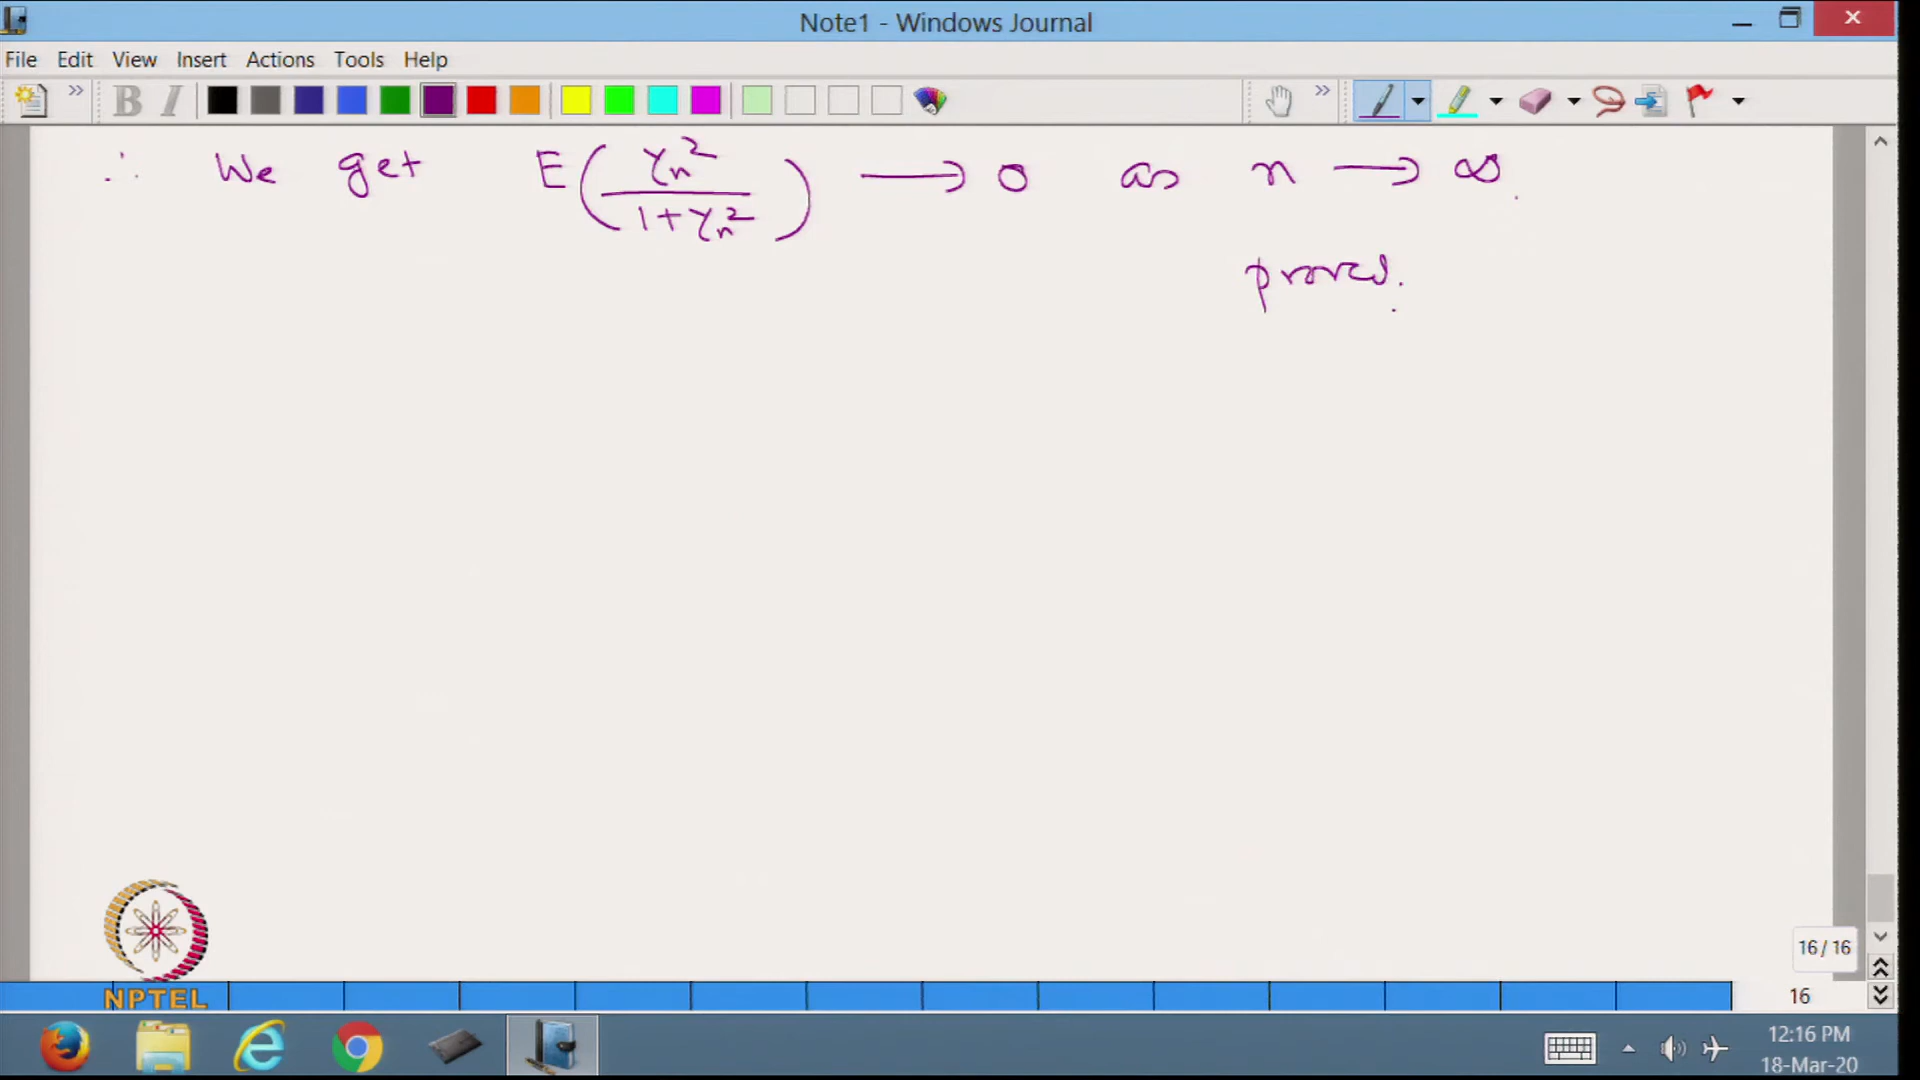 Note1 - Windows Journal
File Edit View Insert Actions Tools Help
B I
∴ We get E(Yn²/(1+Yn²)) → 0 as n → ∞.
proved.
16 / 16
NPTEL
16
12:16 PM
18-Mar-20